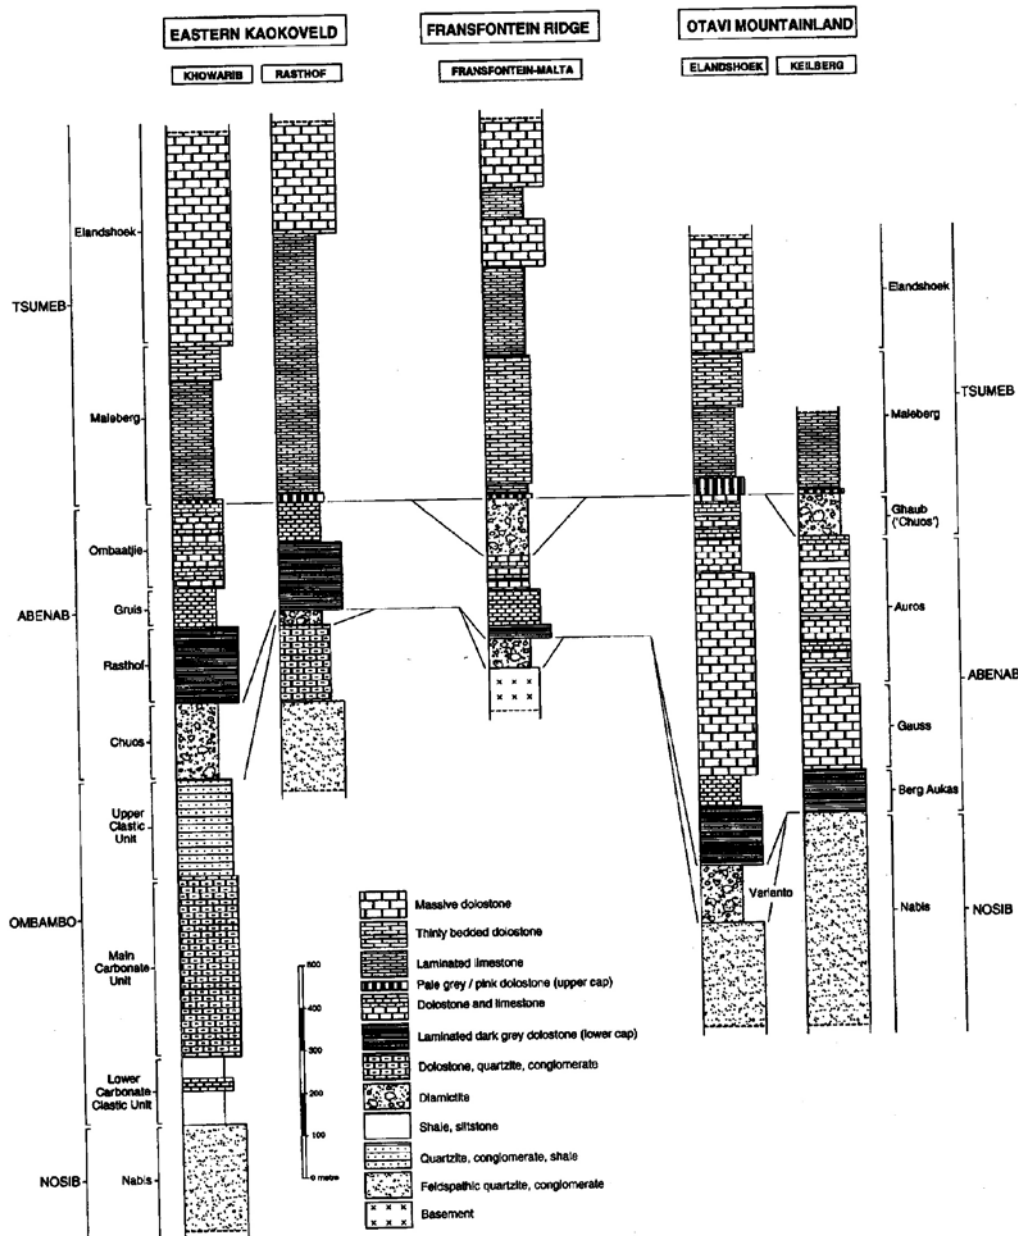 EASTERN KAOKOVELD
FRANSFONTEIN RIDGE
OTAVI MOUNTAINLAND
KHOWARIB
RASTHOF
FRANSFONTEIN-MALTA
ELANDSHOEK
KEILBERG
Elandshoek
TSUMEB
Maieberg
Ombaatjie
Gruis
ABENAB
Rasthof
Chuos
Upper
Clastic
Unit
OMBAMBO
Main
Carbonate
Unit
Lower
Carbonate
Clastic Unit
NOSIB
Nabis
Elandshoek
TSUMEB
Maieberg
Ghaub
('Chuos')
Auros
ABENAB
Gauss
Berg Aukas
Varianto
Nabis
NOSIB
500
400
300
200
100
0 metre
Massive dolostone
Thinly bedded dolostone
Laminated limestone
Pale grey / pink dolostone (upper cap)
Dolostone and limestone
Laminated dark grey dolostone (lower cap)
Dolostone, quartzite, conglomerate
Diamictite
Shale, siltstone
Quartzite, conglomerate, shale
Feldspathic quartzite, conglomerate
Basement